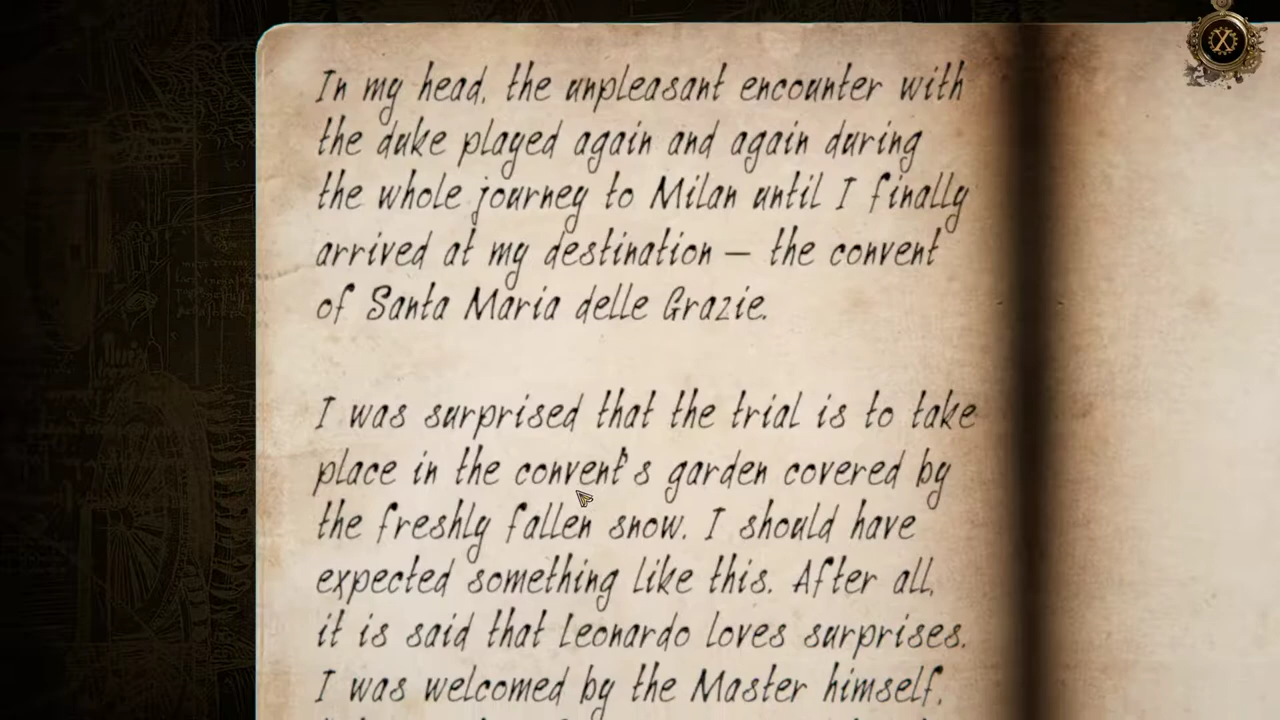 In my head, the unpleasant encounter with
the duke played again and again during
the whole journey to Milan until I finally
arrived at my destination – the convent
of Santa Maria delle Grazie.
I was surprised that the trial is to take
place in the convent's garden covered by
the freshly fallen snow. I should have
expected something like this. After all,
it is said that Leonardo loves surprises.
I was welcomed by the Master himself,